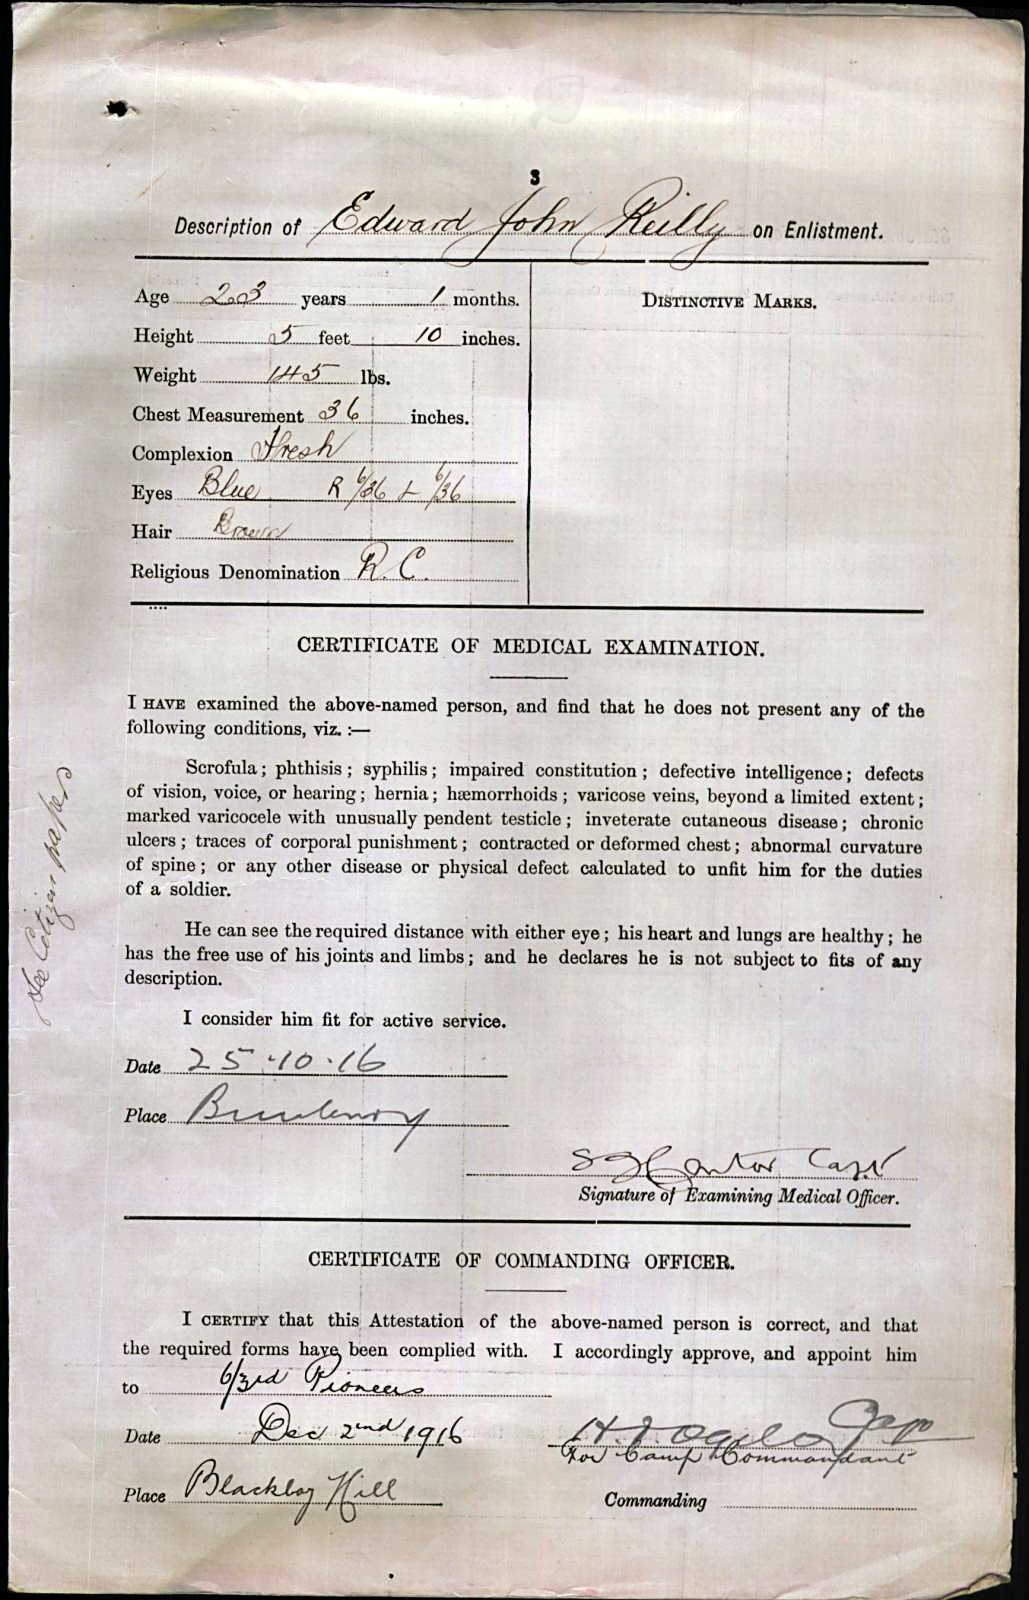 3
Description of Edward John Reilly on Enlistment.
Age 23 years 1 months.
Height 5 feet 10 inches.
Weight 145 lbs.
Chest Measurement 36 inches.
Complexion Fresh
Eyes Blue R 6/36 L 6/36
Hair Brown
Religious Denomination R.C.
DISTINCTIVE MARKS.
CERTIFICATE OF MEDICAL EXAMINATION.
I HAVE examined the above-named person, and find that he does not present any of the
following conditions, viz. :—
Scrofula; phthisis; syphilis; impaired constitution; defective intelligence; defects
of vision, voice, or hearing; hernia; hæmorrhoids; varicose veins, beyond a limited extent;
marked varicocele with unusually pendent testicle; inveterate cutaneous disease; chronic
ulcers; traces of corporal punishment; contracted or deformed chest; abnormal curvature
of spine; or any other disease or physical defect calculated to unfit him for the duties
of a soldier.
He can see the required distance with either eye; his heart and lungs are healthy; he
has the free use of his joints and limbs; and he declares he is not subject to fits of any
description.
I consider him fit for active service.
See Citizen papers
Date 25.10.16
Place Bunbury
Capt
Signature of Examining Medical Officer.
CERTIFICATE OF COMMANDING OFFICER.
I CERTIFY that this Attestation of the above-named person is correct, and that
the required forms have been complied with. I accordingly approve, and appoint him
to 6/3rd Pioneers
Date Dec 2nd 1916
For Camp Commandant
Place Blackboy Hill
Commanding